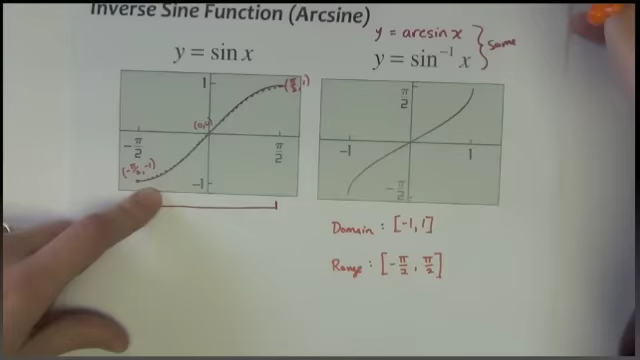 Inverse Sine Function (Arcsine)
y = arcsin x
same
y = sin x
y = sin⁻¹ x
1
(π/2, 1)
(0,0)
-π/2
π/2
(-π/2, -1)
-1
π/2
-1
1
-π/2
Domain : [-1, 1]
Range : [-π/2, π/2]